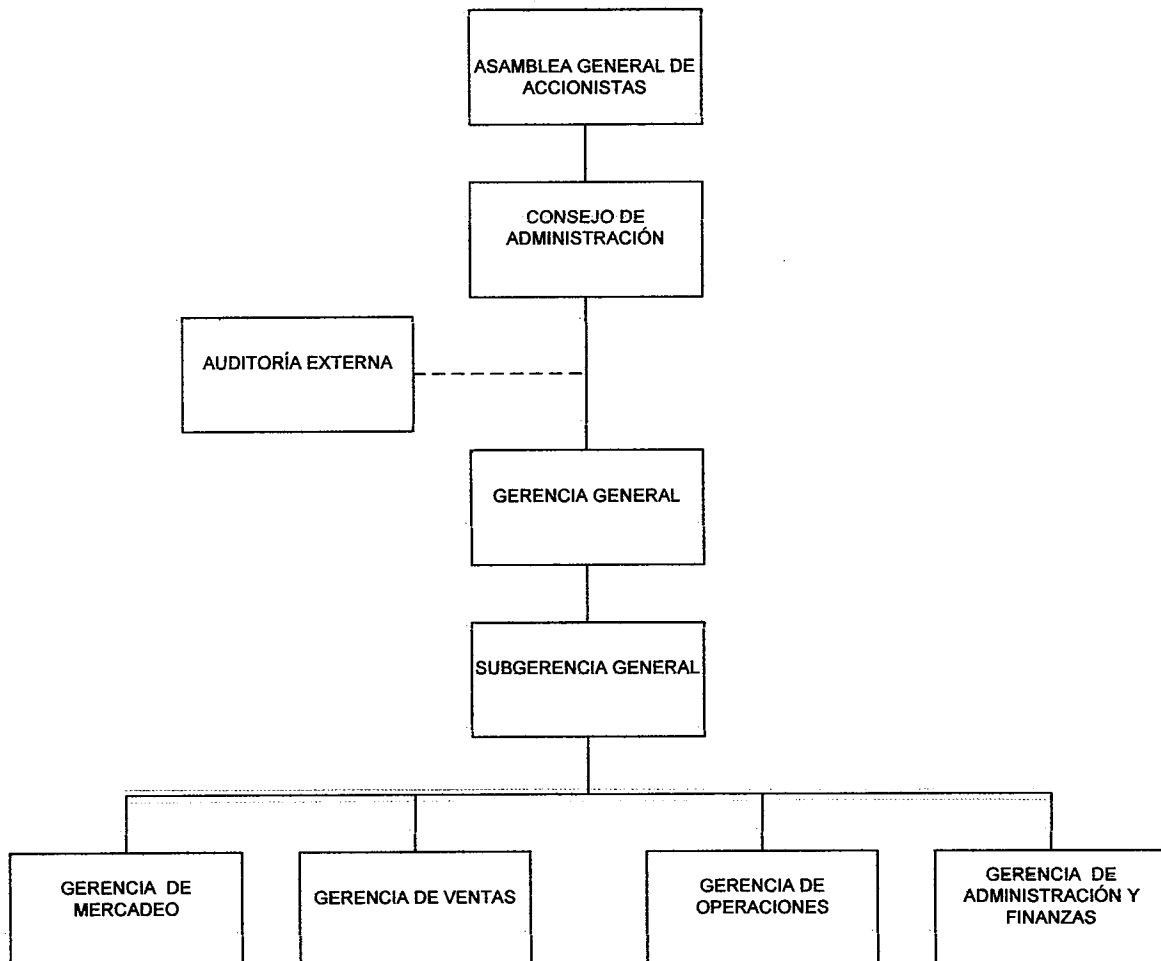 ASAMBLEA GENERAL DE
ACCIONISTAS
CONSEJO DE
ADMINISTRACIÓN
AUDITORÍA EXTERNA
GERENCIA GENERAL
SUBGERENCIA GENERAL
GERENCIA DE
MERCADEO
GERENCIA DE VENTAS
GERENCIA DE
OPERACIONES
GERENCIA DE
ADMINISTRACIÓN Y
FINANZAS